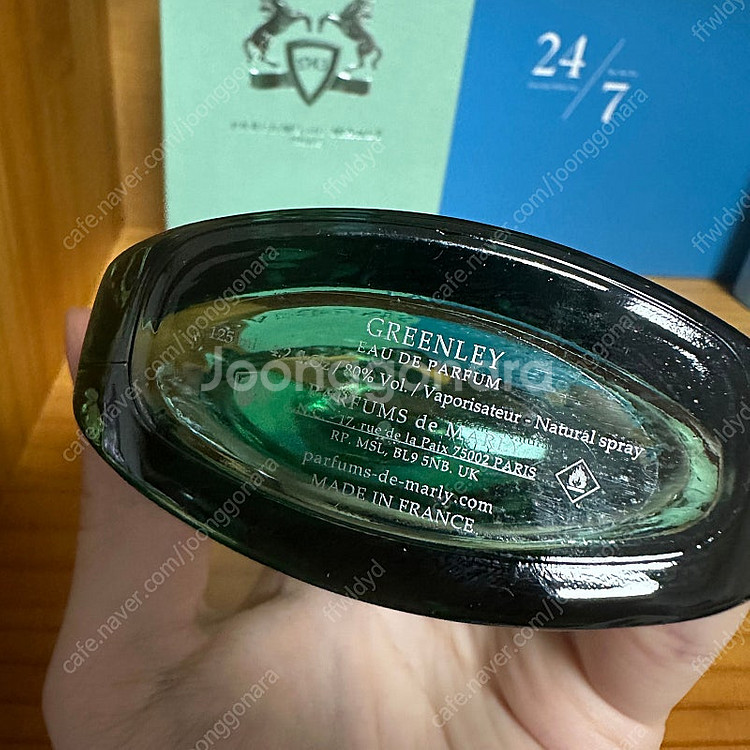 24
7
125 ml
GREENLEY
EAU DE PARFUM
80% Vol. / Vaporisateur - Natural spray
PARFUMS de MARLY
17, rue de la Paix 75002 PARIS
RP. MSL, BL9 5NB. UK
parfums-de-marly.com
MADE IN FRANCE
Joonggonara
cafe.naver.com/joonggonara
ffwldyd